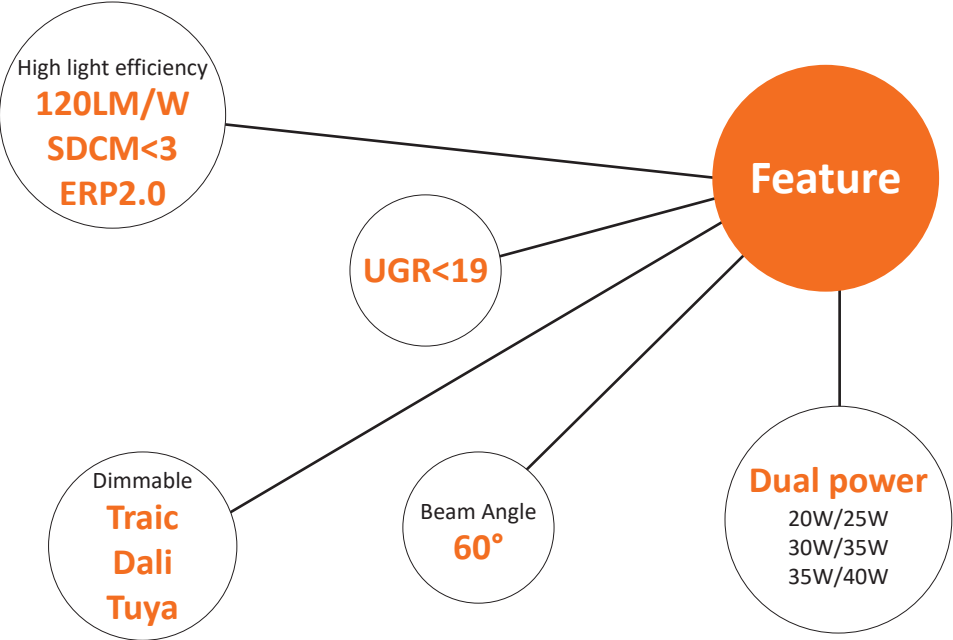 High light efficiency
120LM/W
SDCM<3
ERP2.0
Feature
UGR<19
Dimmable
Traic
Dali
Tuya
Beam Angle
60°
Dual power
20W/25W
30W/35W
35W/40W